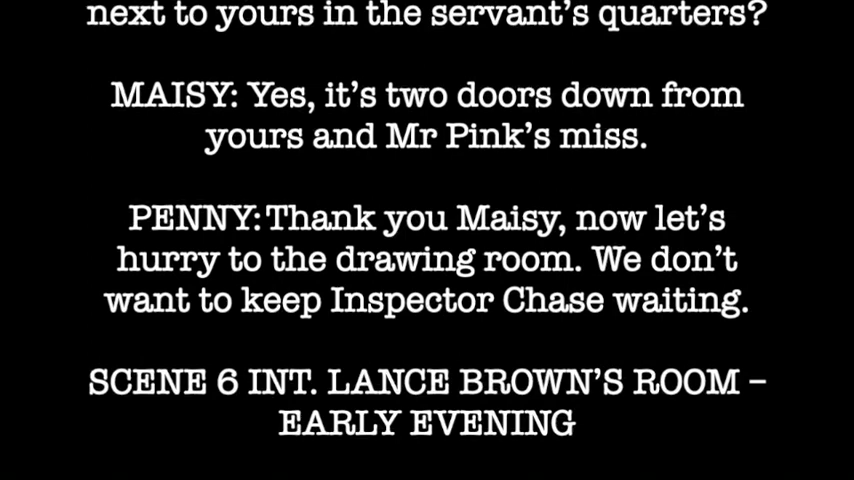 next to yours in the servant's quarters?
MAISY: Yes, it's two doors down from
yours and Mr Pink's miss.
PENNY: Thank you Maisy, now let's
hurry to the drawing room. We don't
want to keep Inspector Chase waiting.
SCENE 6 INT. LANCE BROWN'S ROOM –
EARLY EVENING